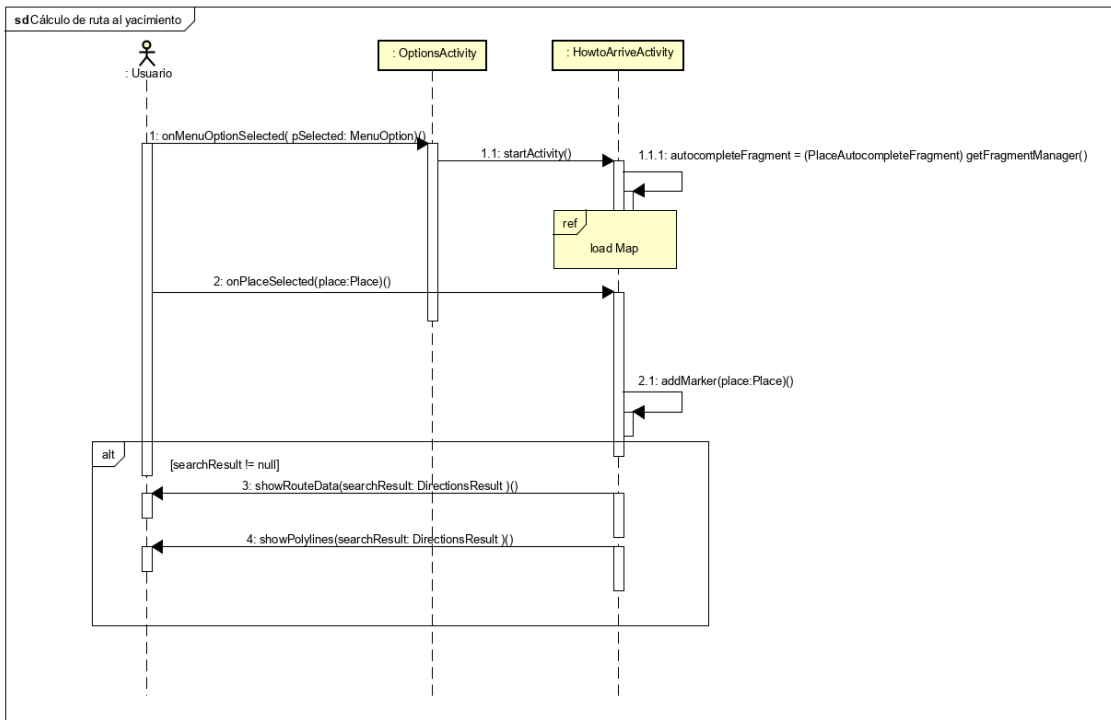 sd Cálculo de ruta al yacimiento
: Usuario
: OptionsActivity
: HowtoArriveActivity
1: onMenuOptionSelected( pSelected: MenuOption)()
1.1: startActivity()
1.1.1: autocompleteFragment = (PlaceAutocompleteFragment) getFragmentManager()
ref
load Map
2: onPlaceSelected(place:Place)()
2.1: addMarker(place:Place)()
alt
[searchResult != null]
3: showRouteData(searchResult: DirectionsResult )()
4: showPolylines(searchResult: DirectionsResult )()